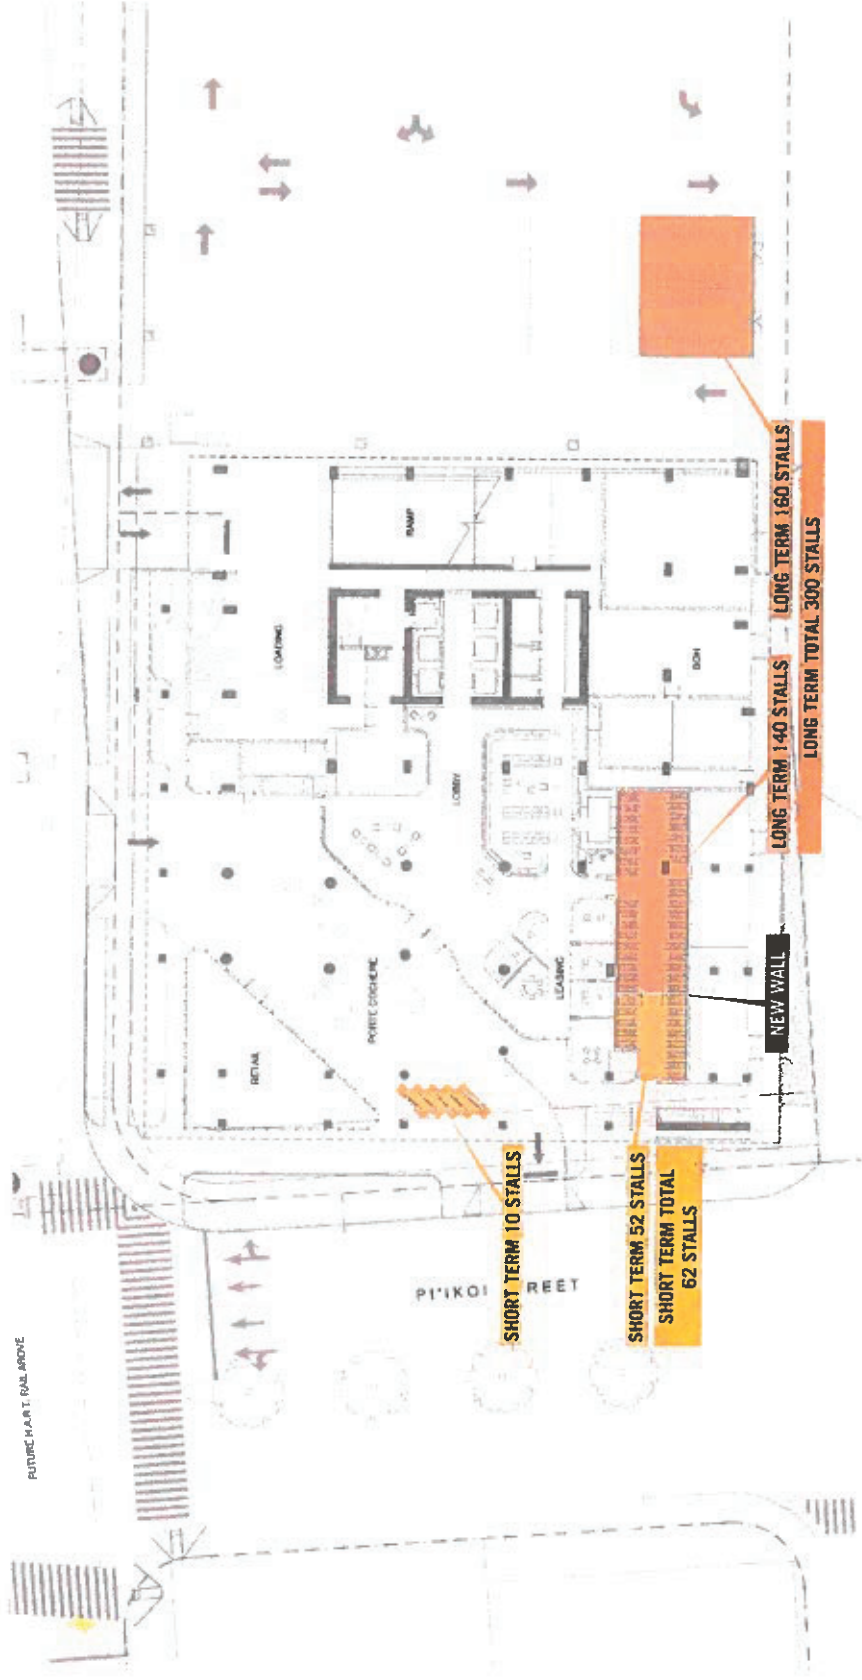 FUTURE H.A.R.T. RAIL ABOVE
PI'IKOI REET
SHORT TERM 10 STALLS
SHORT TERM 52 STALLS
SHORT TERM TOTAL
62 STALLS
RETAIL
PORTE COCHERE
LEASING
LOBBY
LOADING
RAMP
BOH
NEW WALL
LONG TERM 140 STALLS
LONG TERM 160 STALLS
LONG TERM TOTAL 300 STALLS